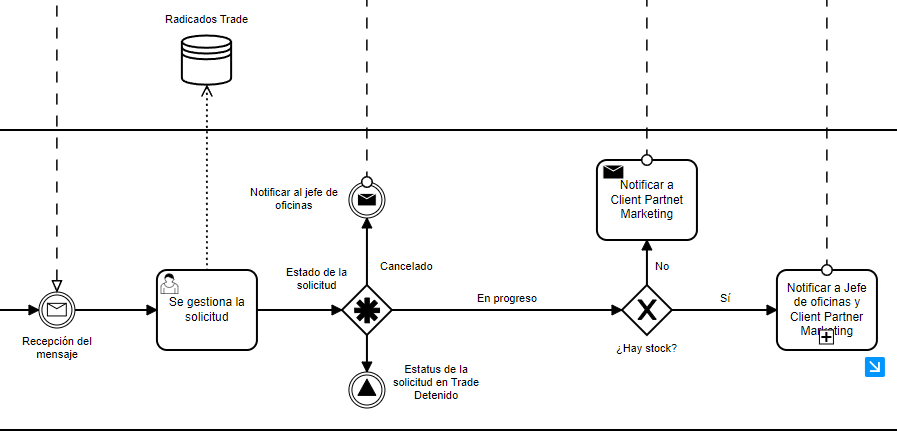 Radicados Trade
Notificar al jefe de
oficinas
Notificar a
Client Partnet
Marketing
Estado de la
solicitud
Cancelado
No
Se gestiona la
solicitud
En progreso
Sí
Notificar a Jefe
de oficinas y
Client Partner
Marketing
Recepción del
mensaje
¿Hay stock?
Estatus de la
solicitud en Trade
Detenido